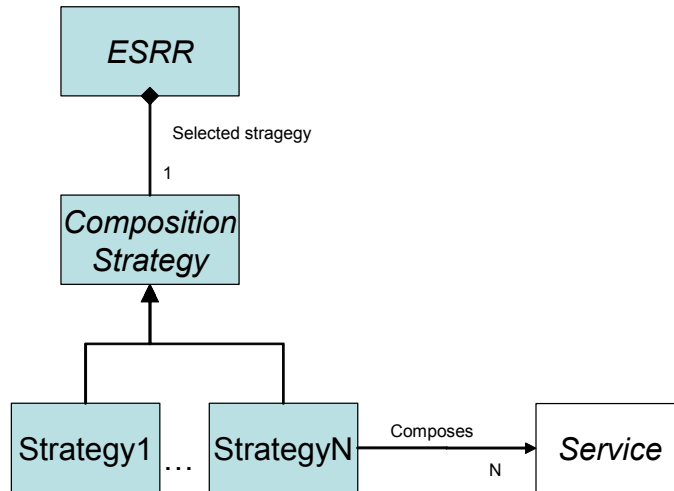 ESRR
Selected stragegy
1
Composition
Strategy
Strategy1
...
StrategyN
Composes
N
Service